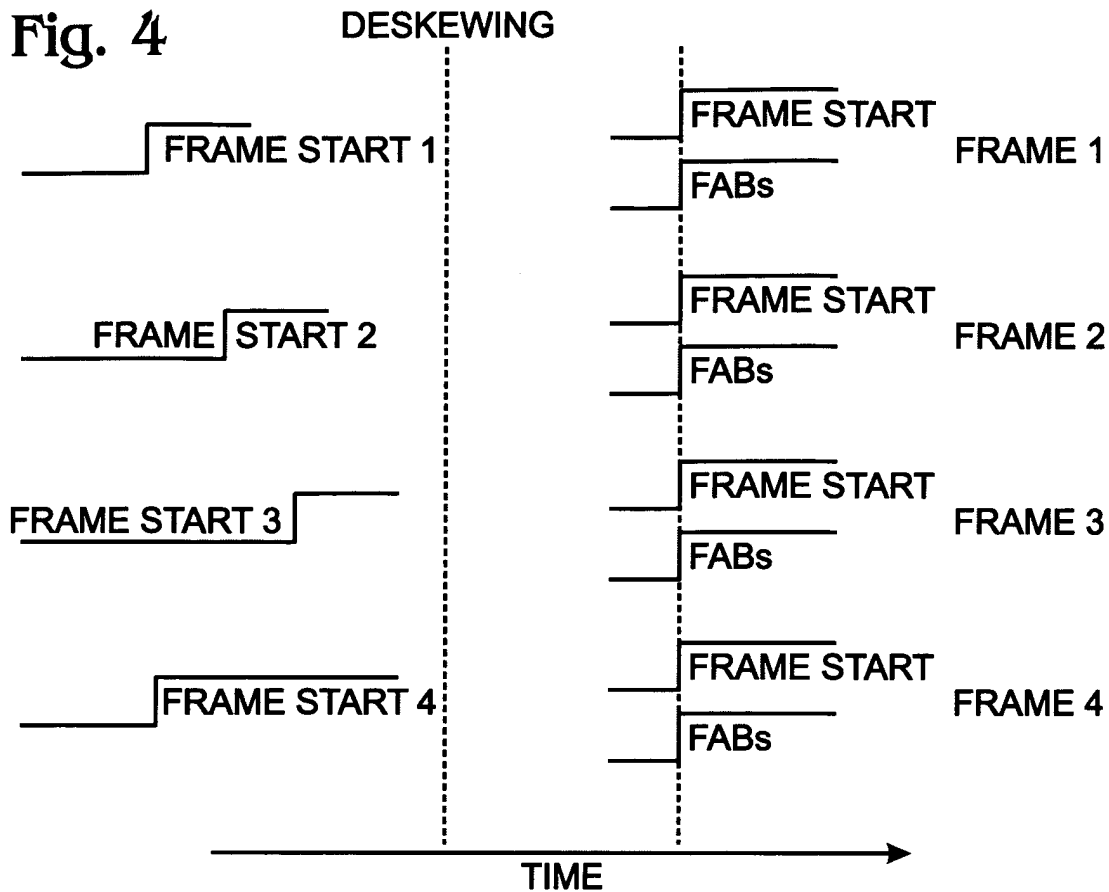 Fig. 4
DESKEWING
FRAME START 1
FRAME START
FABs
FRAME 1
FRAME START 2
FRAME START
FABs
FRAME 2
FRAME START 3
FRAME START
FABs
FRAME 3
FRAME START 4
FRAME START
FABs
FRAME 4
TIME